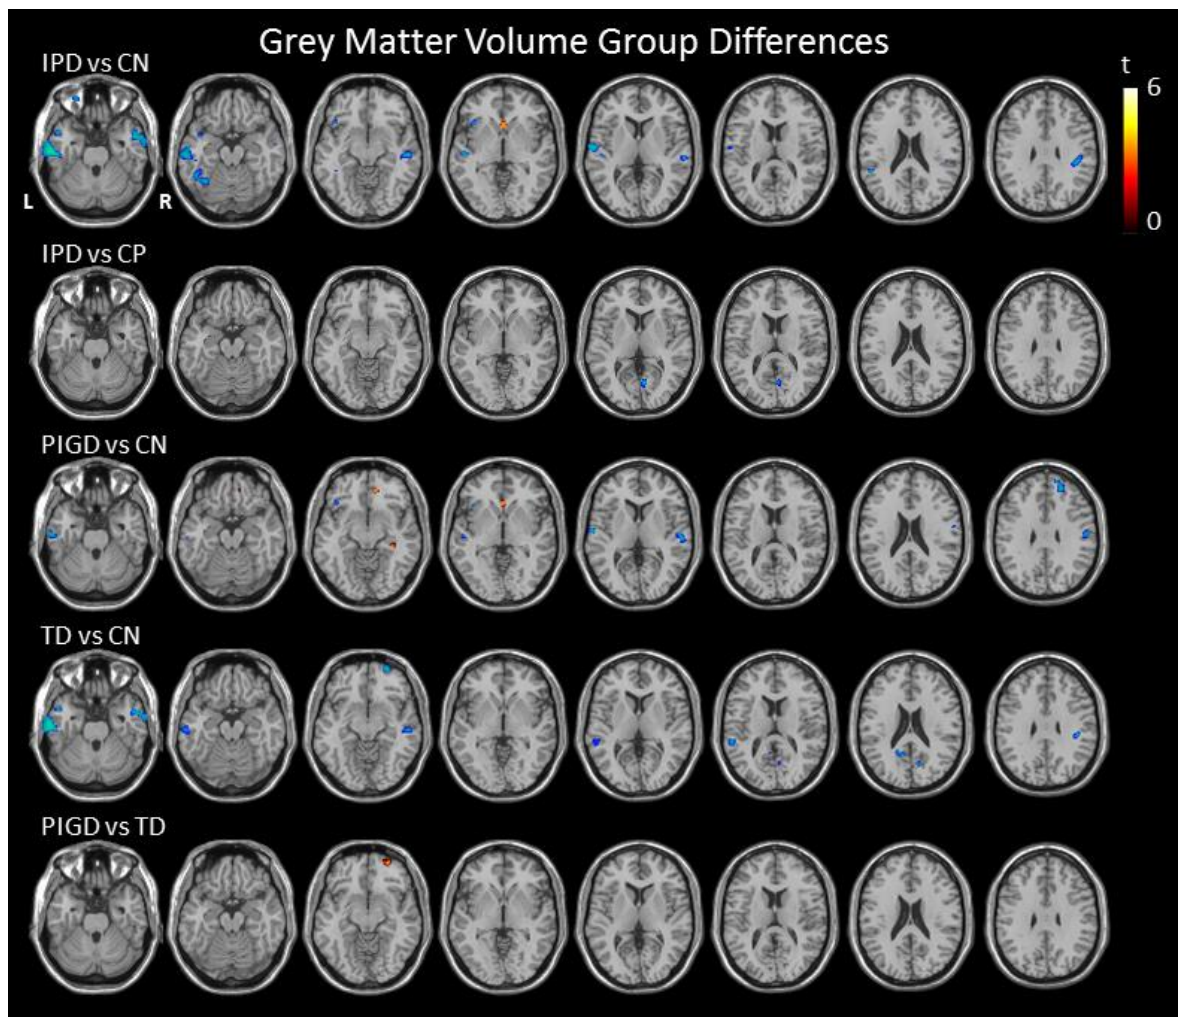 Grey Matter Volume Group Differences
IPD vs CN
t
6
0
L
R
IPD vs CP
PIGD vs CN
TD vs CN
PIGD vs TD